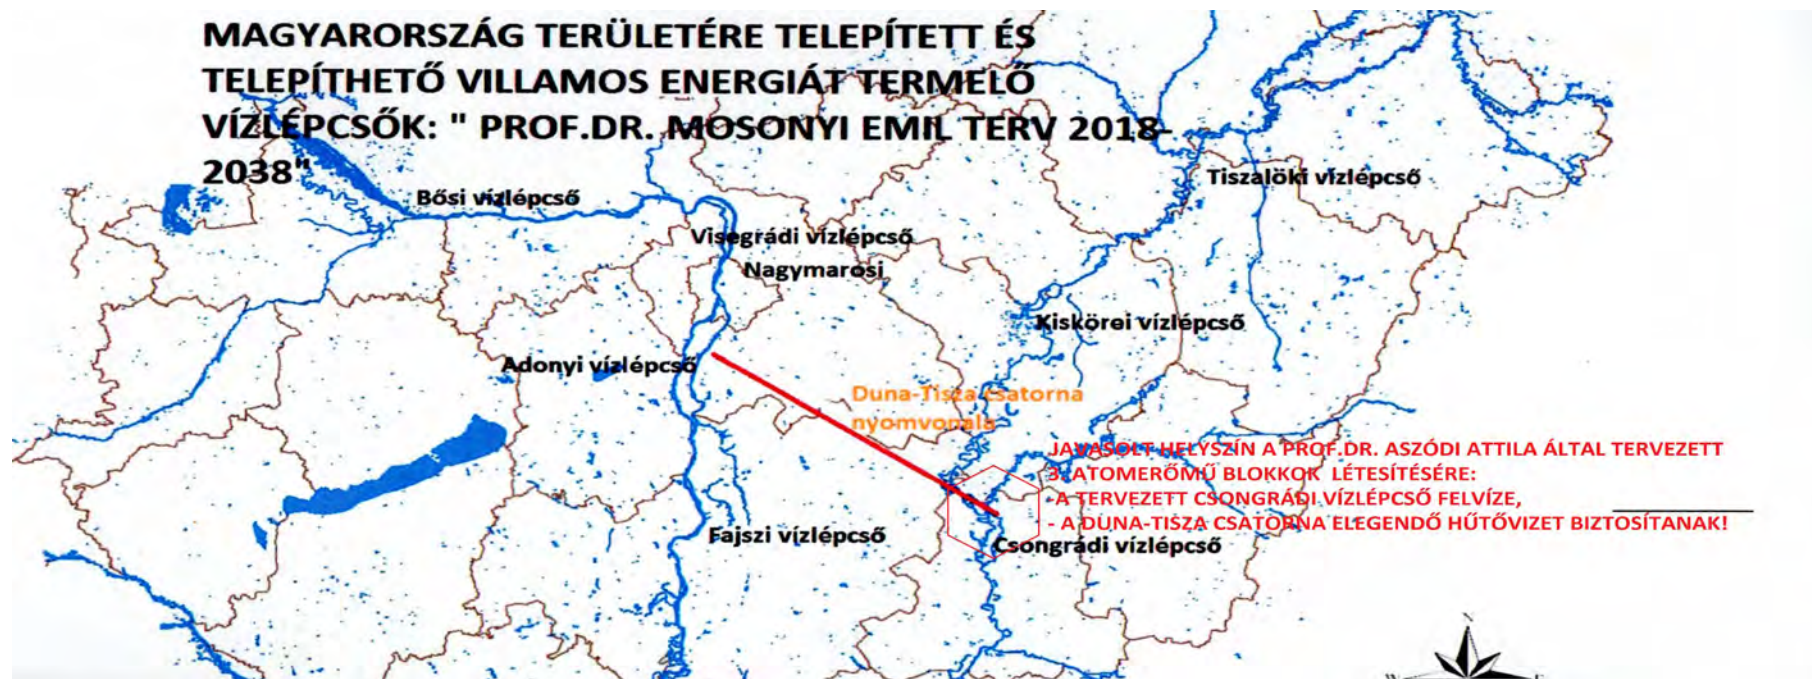 MAGYARORSZÁG TERÜLETÉRE TELEPÍTETT ÉS
TELEPÍTHETŐ VILLAMOS ENERGIÁT TERMELŐ
VÍZLÉPCSŐK: " PROF.DR. MOSONYI EMIL TERV 2018-
2038"
Tiszalöki vízlépcső
Bősi vízlépcső
Visegrádi vízlépcső
Nagymarosi
Kiskörei vízlépcső
Adonyi vízlépcső
Duna-Tisza csatorna
nyomvonala
JAVASOLT HELYSZÍN A PROF.DR. ASZÓDI ATTILA ÁLTAL TERVEZETT
3. ATOMERŐMŰ BLOKKOK LÉTESÍTÉSÉRE:
-A TERVEZETT CSONGRÁDI VÍZLÉPCSŐ FELVÍZE,
- A DUNA-TISZA CSATORNA ELEGENDŐ HŰTŐVIZET BIZTOSÍTANAK!
Fajszi vízlépcső
Csongrádi vízlépcső
N